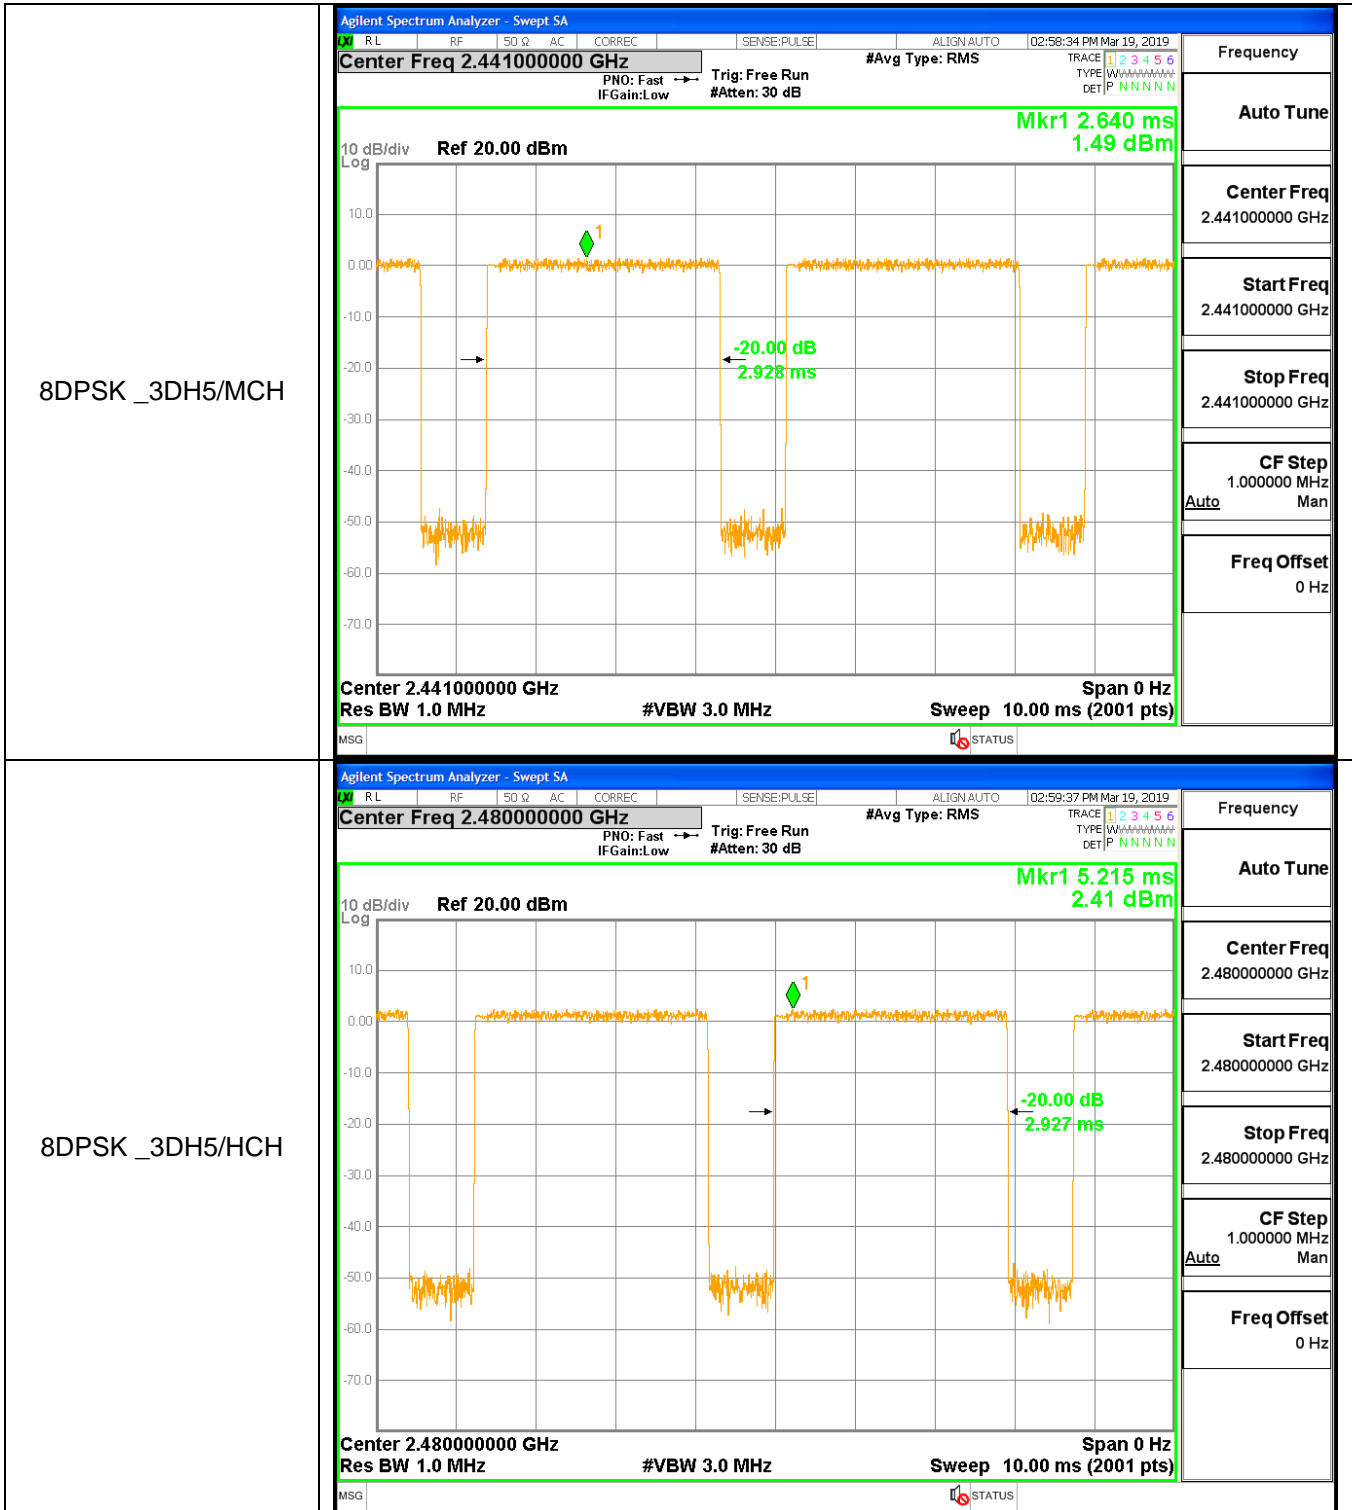 8DPSK _3DH5/MCH
Agilent Spectrum Analyzer - Swept SA
LXI RL RF 50 Ω AC CORREC SENSE:PULSE ALIGN AUTO 02:58:34 PM Mar 19, 2019
Center Freq 2.441000000 GHz #Avg Type: RMS TRACE 1 2 3 4 5 6
PNO: Fast Trig: Free Run TYPE WWWWWW
IFGain:Low #Atten: 30 dB DET P N N N N N
Mkr1 2.640 ms
1.49 dBm
10 dB/div Ref 20.00 dBm
Log
10.0
1
0.00
-10.0
-20.00 dB
-20.0
2.928 ms
-30.0
-40.0
-50.0
-60.0
-70.0
Center 2.441000000 GHz Span 0 Hz
Res BW 1.0 MHz #VBW 3.0 MHz Sweep 10.00 ms (2001 pts)
MSG STATUS
Frequency
Auto Tune
Center Freq
2.441000000 GHz
Start Freq
2.441000000 GHz
Stop Freq
2.441000000 GHz
CF Step
1.000000 MHz
Auto Man
Freq Offset
0 Hz
8DPSK _3DH5/HCH
Agilent Spectrum Analyzer - Swept SA
LXI RL RF 50 Ω AC CORREC SENSE:PULSE ALIGN AUTO 02:59:37 PM Mar 19, 2019
Center Freq 2.480000000 GHz #Avg Type: RMS TRACE 1 2 3 4 5 6
PNO: Fast Trig: Free Run TYPE WWWWWW
IFGain:Low #Atten: 30 dB DET P N N N N N
Mkr1 5.215 ms
2.41 dBm
10 dB/div Ref 20.00 dBm
Log
10.0
1
0.00
-10.0
-20.00 dB
-20.0
2.927 ms
-30.0
-40.0
-50.0
-60.0
-70.0
Center 2.480000000 GHz Span 0 Hz
Res BW 1.0 MHz #VBW 3.0 MHz Sweep 10.00 ms (2001 pts)
MSG STATUS
Frequency
Auto Tune
Center Freq
2.480000000 GHz
Start Freq
2.480000000 GHz
Stop Freq
2.480000000 GHz
CF Step
1.000000 MHz
Auto Man
Freq Offset
0 Hz